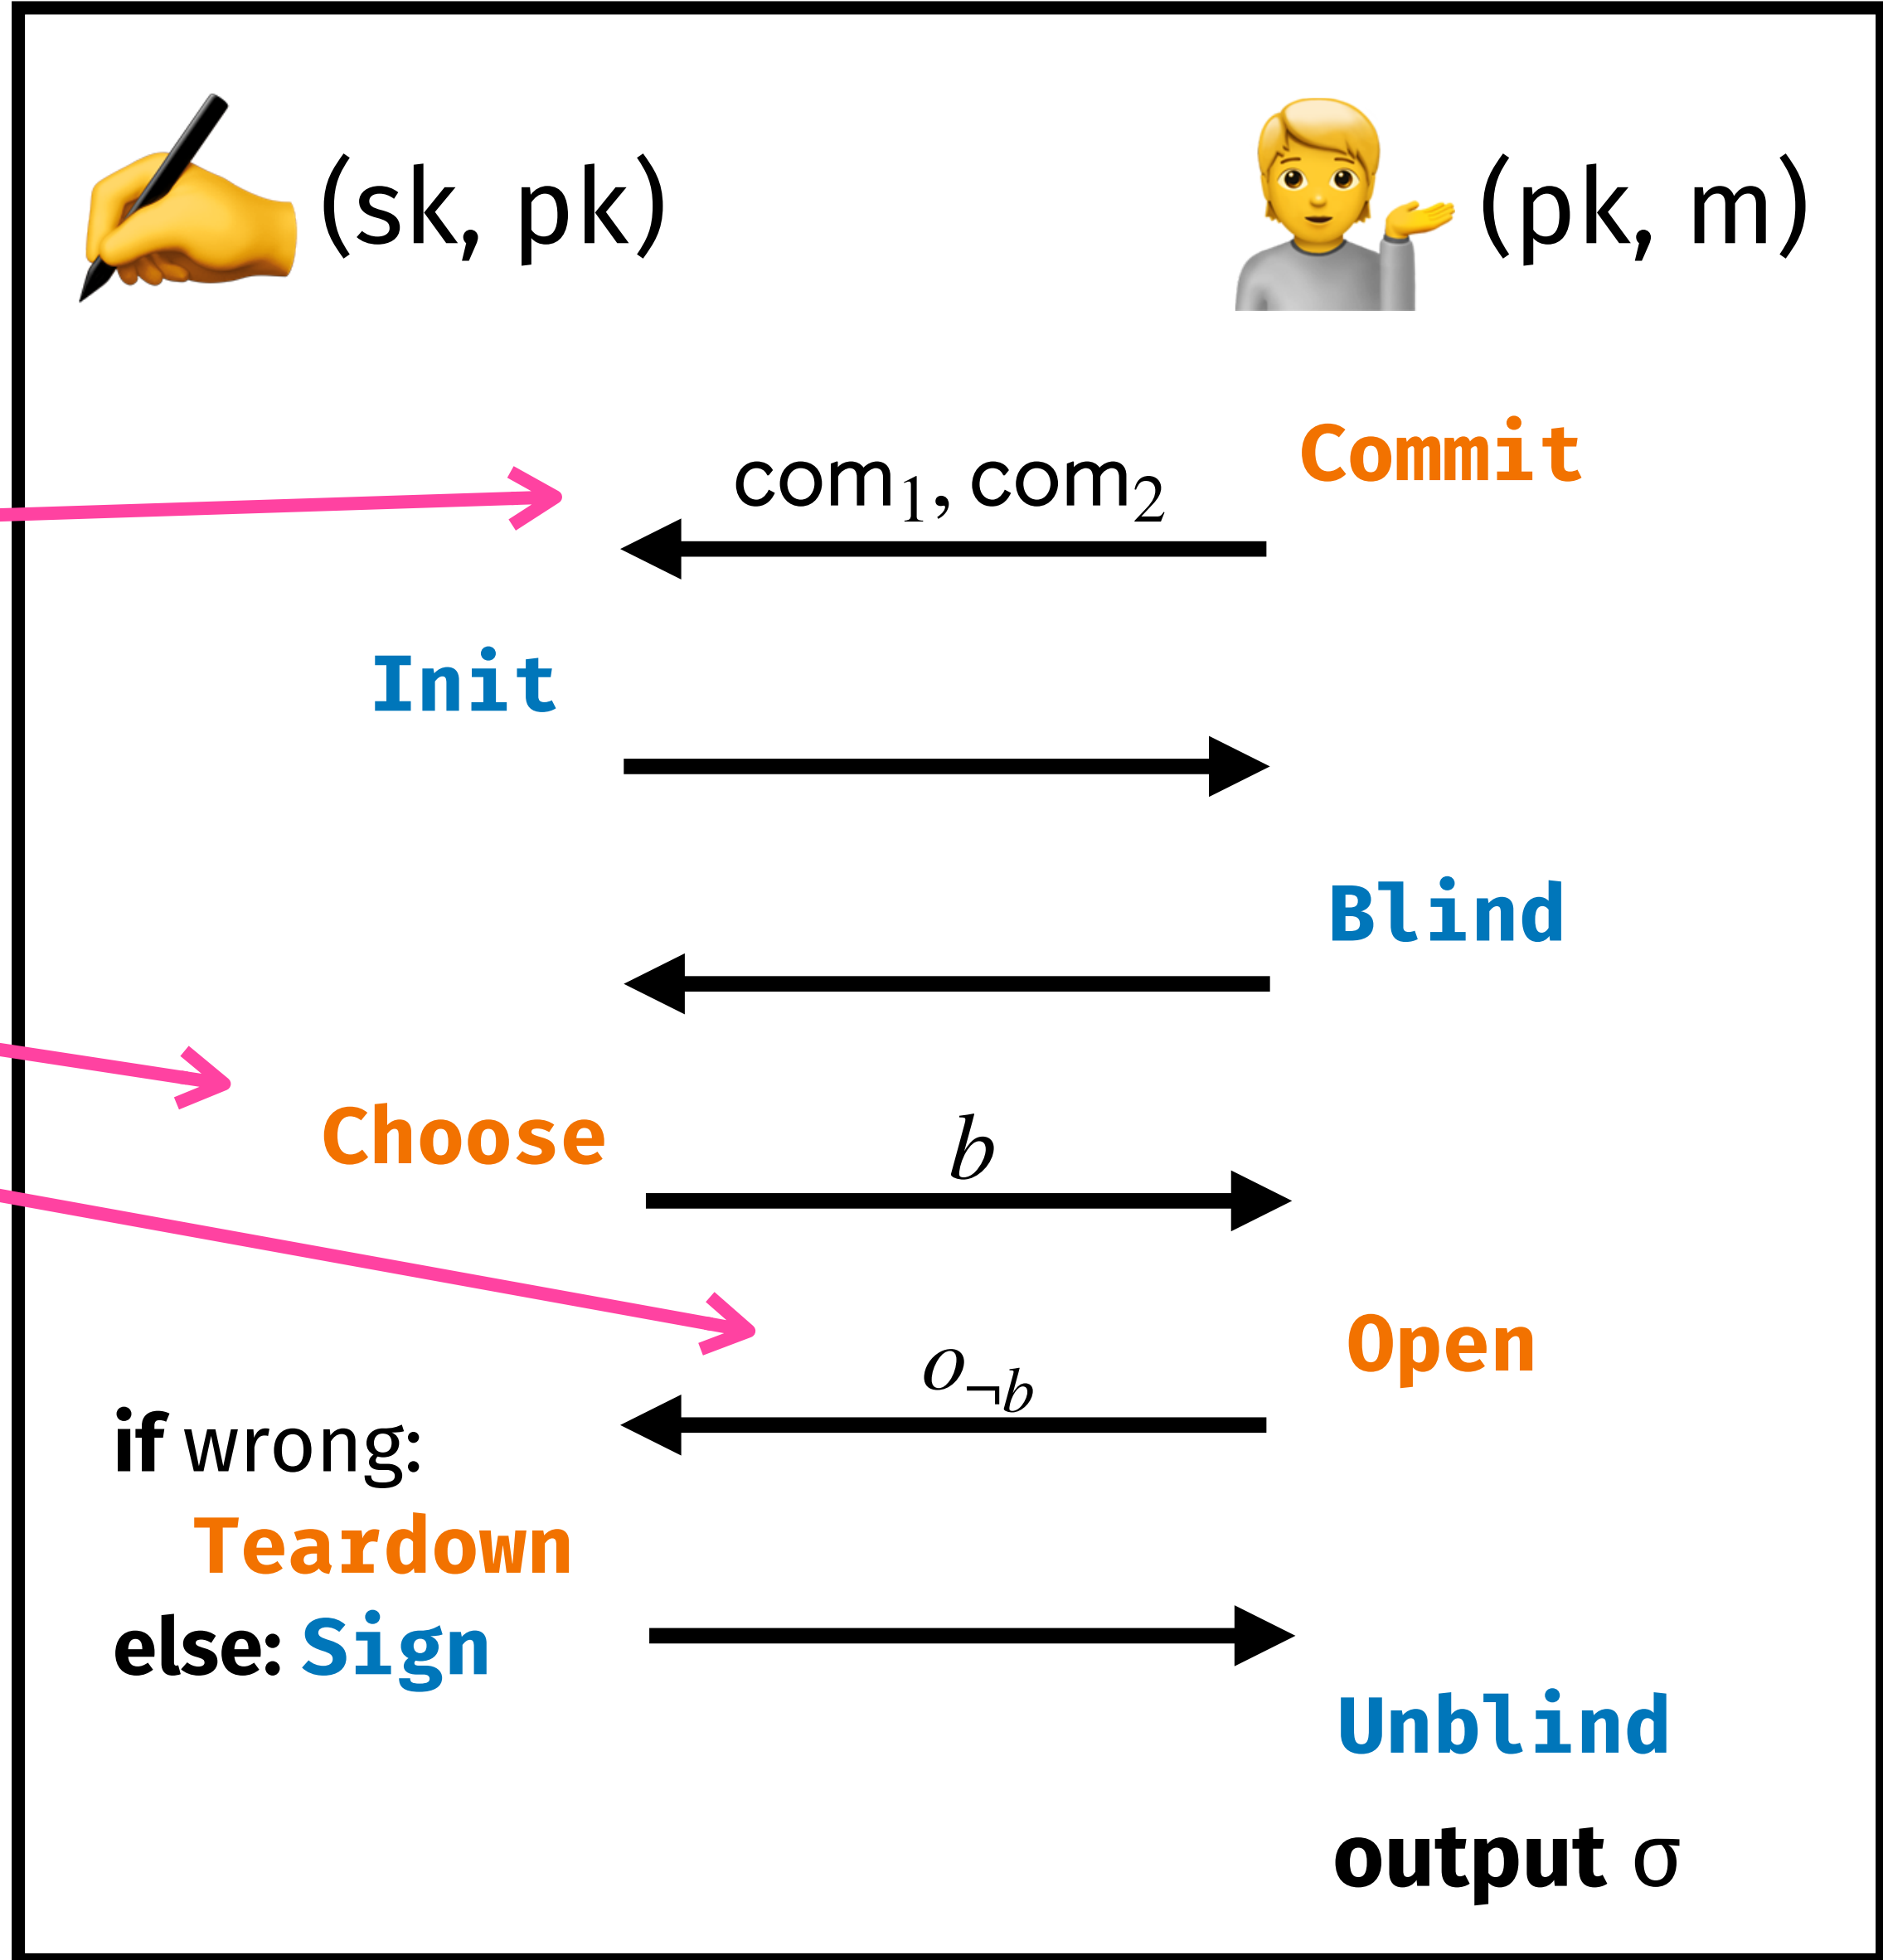 (sk, pk)
(pk, m)
Commit
com₁, com₂
Init
Blind
Choose
b
Open
o¬b
if wrong:
Teardown
else: Sign
Unblind
output σ